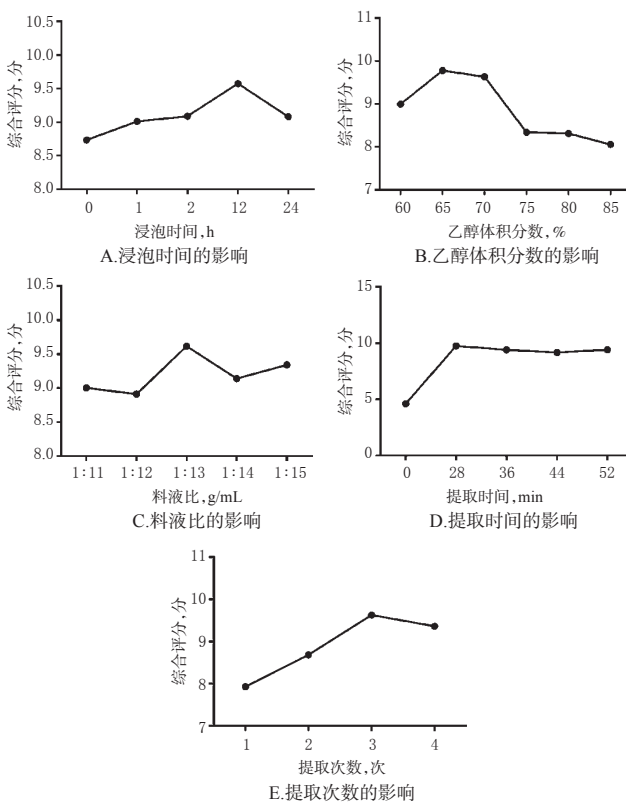 综合评分,分
10.5
10.0
9.5
9.0
8.5
8.0
0 1 2 12 24
浸泡时间,h
A.浸泡时间的影响
综合评分,分
11
10
9
8
7
60 65 70 75 80 85
乙醇体积分数,%
B.乙醇体积分数的影响
综合评分,分
10.5
10.0
9.5
9.0
8.5
8.0
1∶11 1∶12 1∶13 1∶14 1∶15
料液比,g/mL
C.料液比的影响
综合评分,分
15
10
5
0
0 28 36 44 52
提取时间,min
D.提取时间的影响
综合评分,分
11
10
9
8
7
1 2 3 4
提取次数,次
E.提取次数的影响